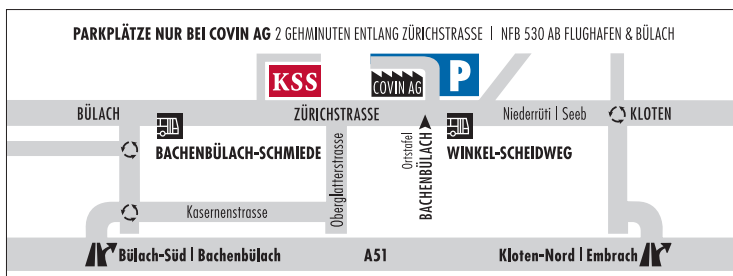 PARKPLÄTZE NUR BEI COVIN AG 2 GEHMINUTEN ENTLANG ZÜRICHSTRASSE | NFB 530 AB FLUGHAFEN & BÜLACH
KSS
COVIN AG
P
BÜLACH
ZÜRICHSTRASSE
Niederrüti | Seeb
KLOTEN
BACHENBÜLACH-SCHMIEDE
Oberglatterstrasse
Ortstafel
BACHENBÜLACH
WINKEL-SCHEIDWEG
Kasernenstrasse
Bülach-Süd | Bachenbülach
A51
Kloten-Nord | Embrach